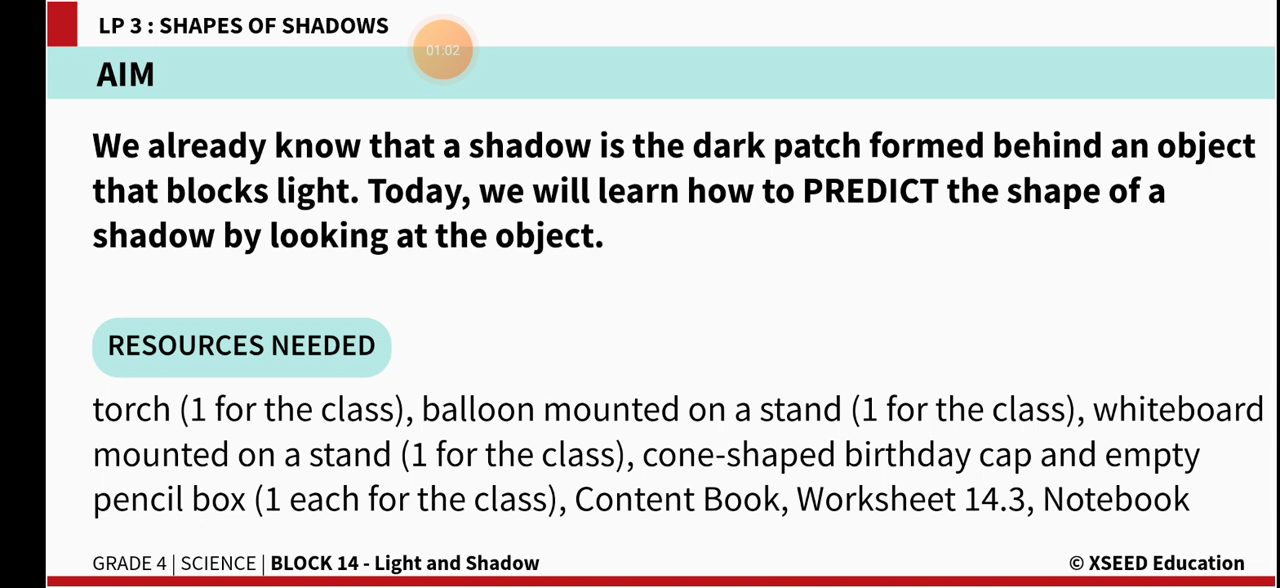 LP 3 : SHAPES OF SHADOWS
01:02
AIM
We already know that a shadow is the dark patch formed behind an object
that blocks light. Today, we will learn how to PREDICT the shape of a
shadow by looking at the object.
RESOURCES NEEDED
torch (1 for the class), balloon mounted on a stand (1 for the class), whiteboard
mounted on a stand (1 for the class), cone-shaped birthday cap and empty
pencil box (1 each for the class), Content Book, Worksheet 14.3, Notebook
GRADE 4 | SCIENCE | BLOCK 14 - Light and Shadow
© XSEED Education